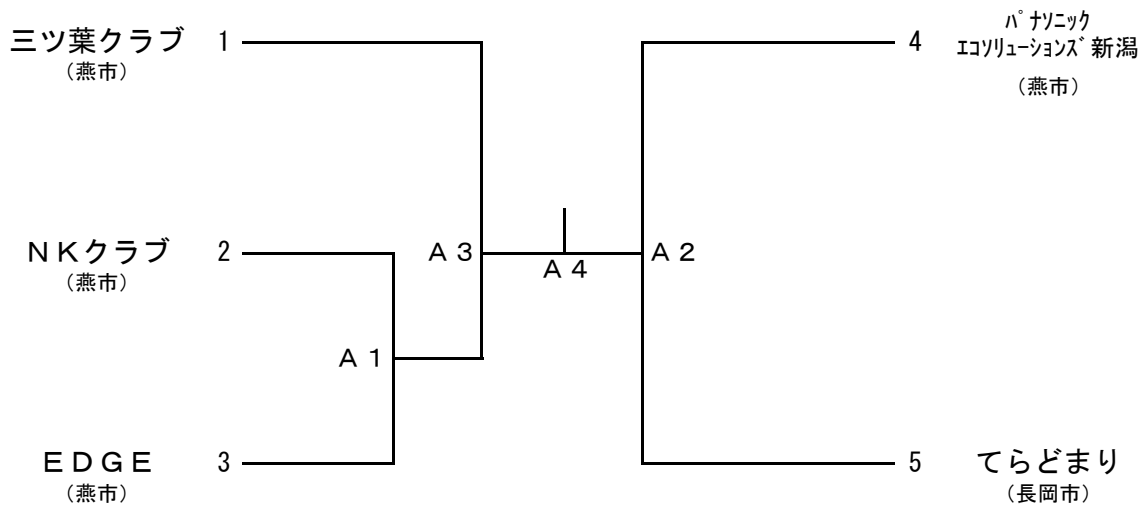 三ツ葉クラブ 1
(燕市)
4 ﾊﾟﾅｿﾆｯｸ
ｴｺｿﾘｭｰｼｮﾝｽﾞ新潟
(燕市)
NKクラブ 2
(燕市)
A3
A4
A2
A1
EDGE 3
(燕市)
5 てらどまり
(長岡市)